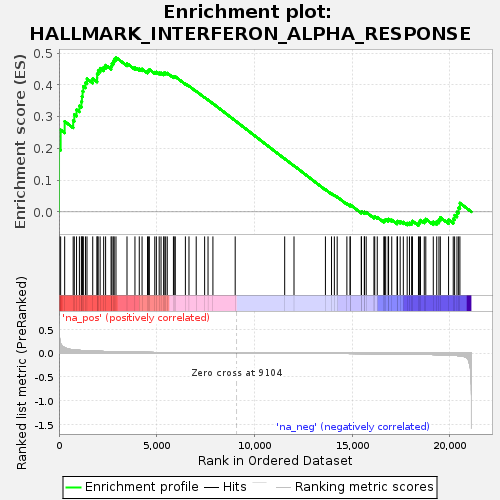 Enrichment plot:
HALLMARK_INTERFERON_ALPHA_RESPONSE
Enrichment score (ES)
0.5
0.4
0.3
0.2
0.1
0.0
'na_pos' (positively correlated)
Ranked list metric (PreRanked)
0.5
0.0
-0.5
-1.0
-1.5
Zero cross at 9104
'na_neg' (negatively correlated)
0
5,000
10,000
15,000
20,000
Rank in Ordered Dataset
Enrichment profile
Hits
Ranking metric scores